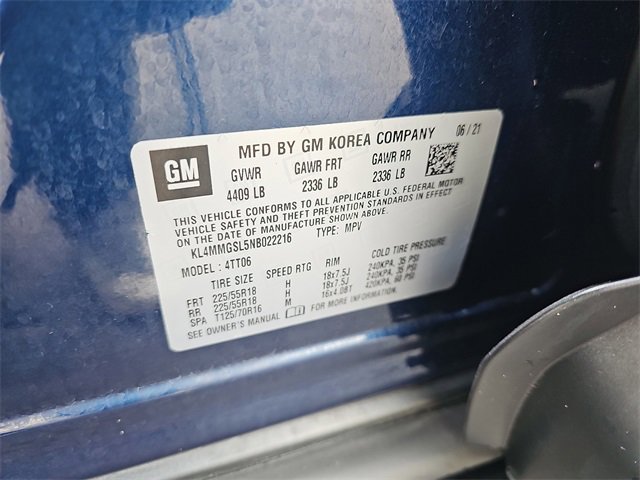 GM
MFD BY GM KOREA COMPANY 06/21
GVWR GAWR FRT GAWR RR
4409 LB 2336 LB 2336 LB
THIS VEHICLE CONFORMS TO ALL APPLICABLE U.S. FEDERAL MOTOR
VEHICLE SAFETY AND THEFT PREVENTION STANDARDS IN EFFECT
ON THE DATE OF MANUFACTURE SHOWN ABOVE.
KL4MMGSL5NB022216 TYPE: MPV
MODEL: 4TT06
TIRE SIZE SPEED RTG RIM COLD TIRE PRESSURE
FRT 225/55R18 H 18x7.5J 240KPA, 35 PSI
RR 225/55R18 H 18x7.5J 240KPA, 35 PSI
SPA T125/70R16 M 16x4.0BT 420KPA, 60 PSI
SEE OWNER'S MANUAL FOR MORE INFORMATION.